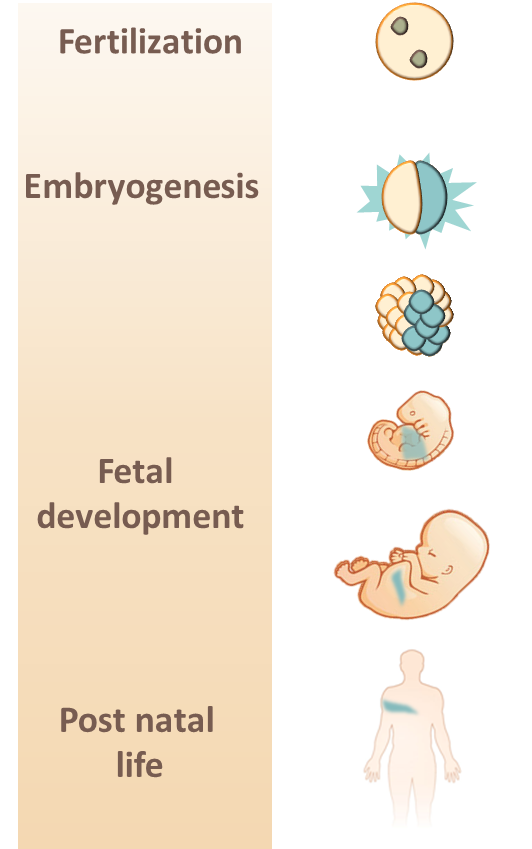 Fertilization
Embryogenesis
Fetal
development
Post natal
life